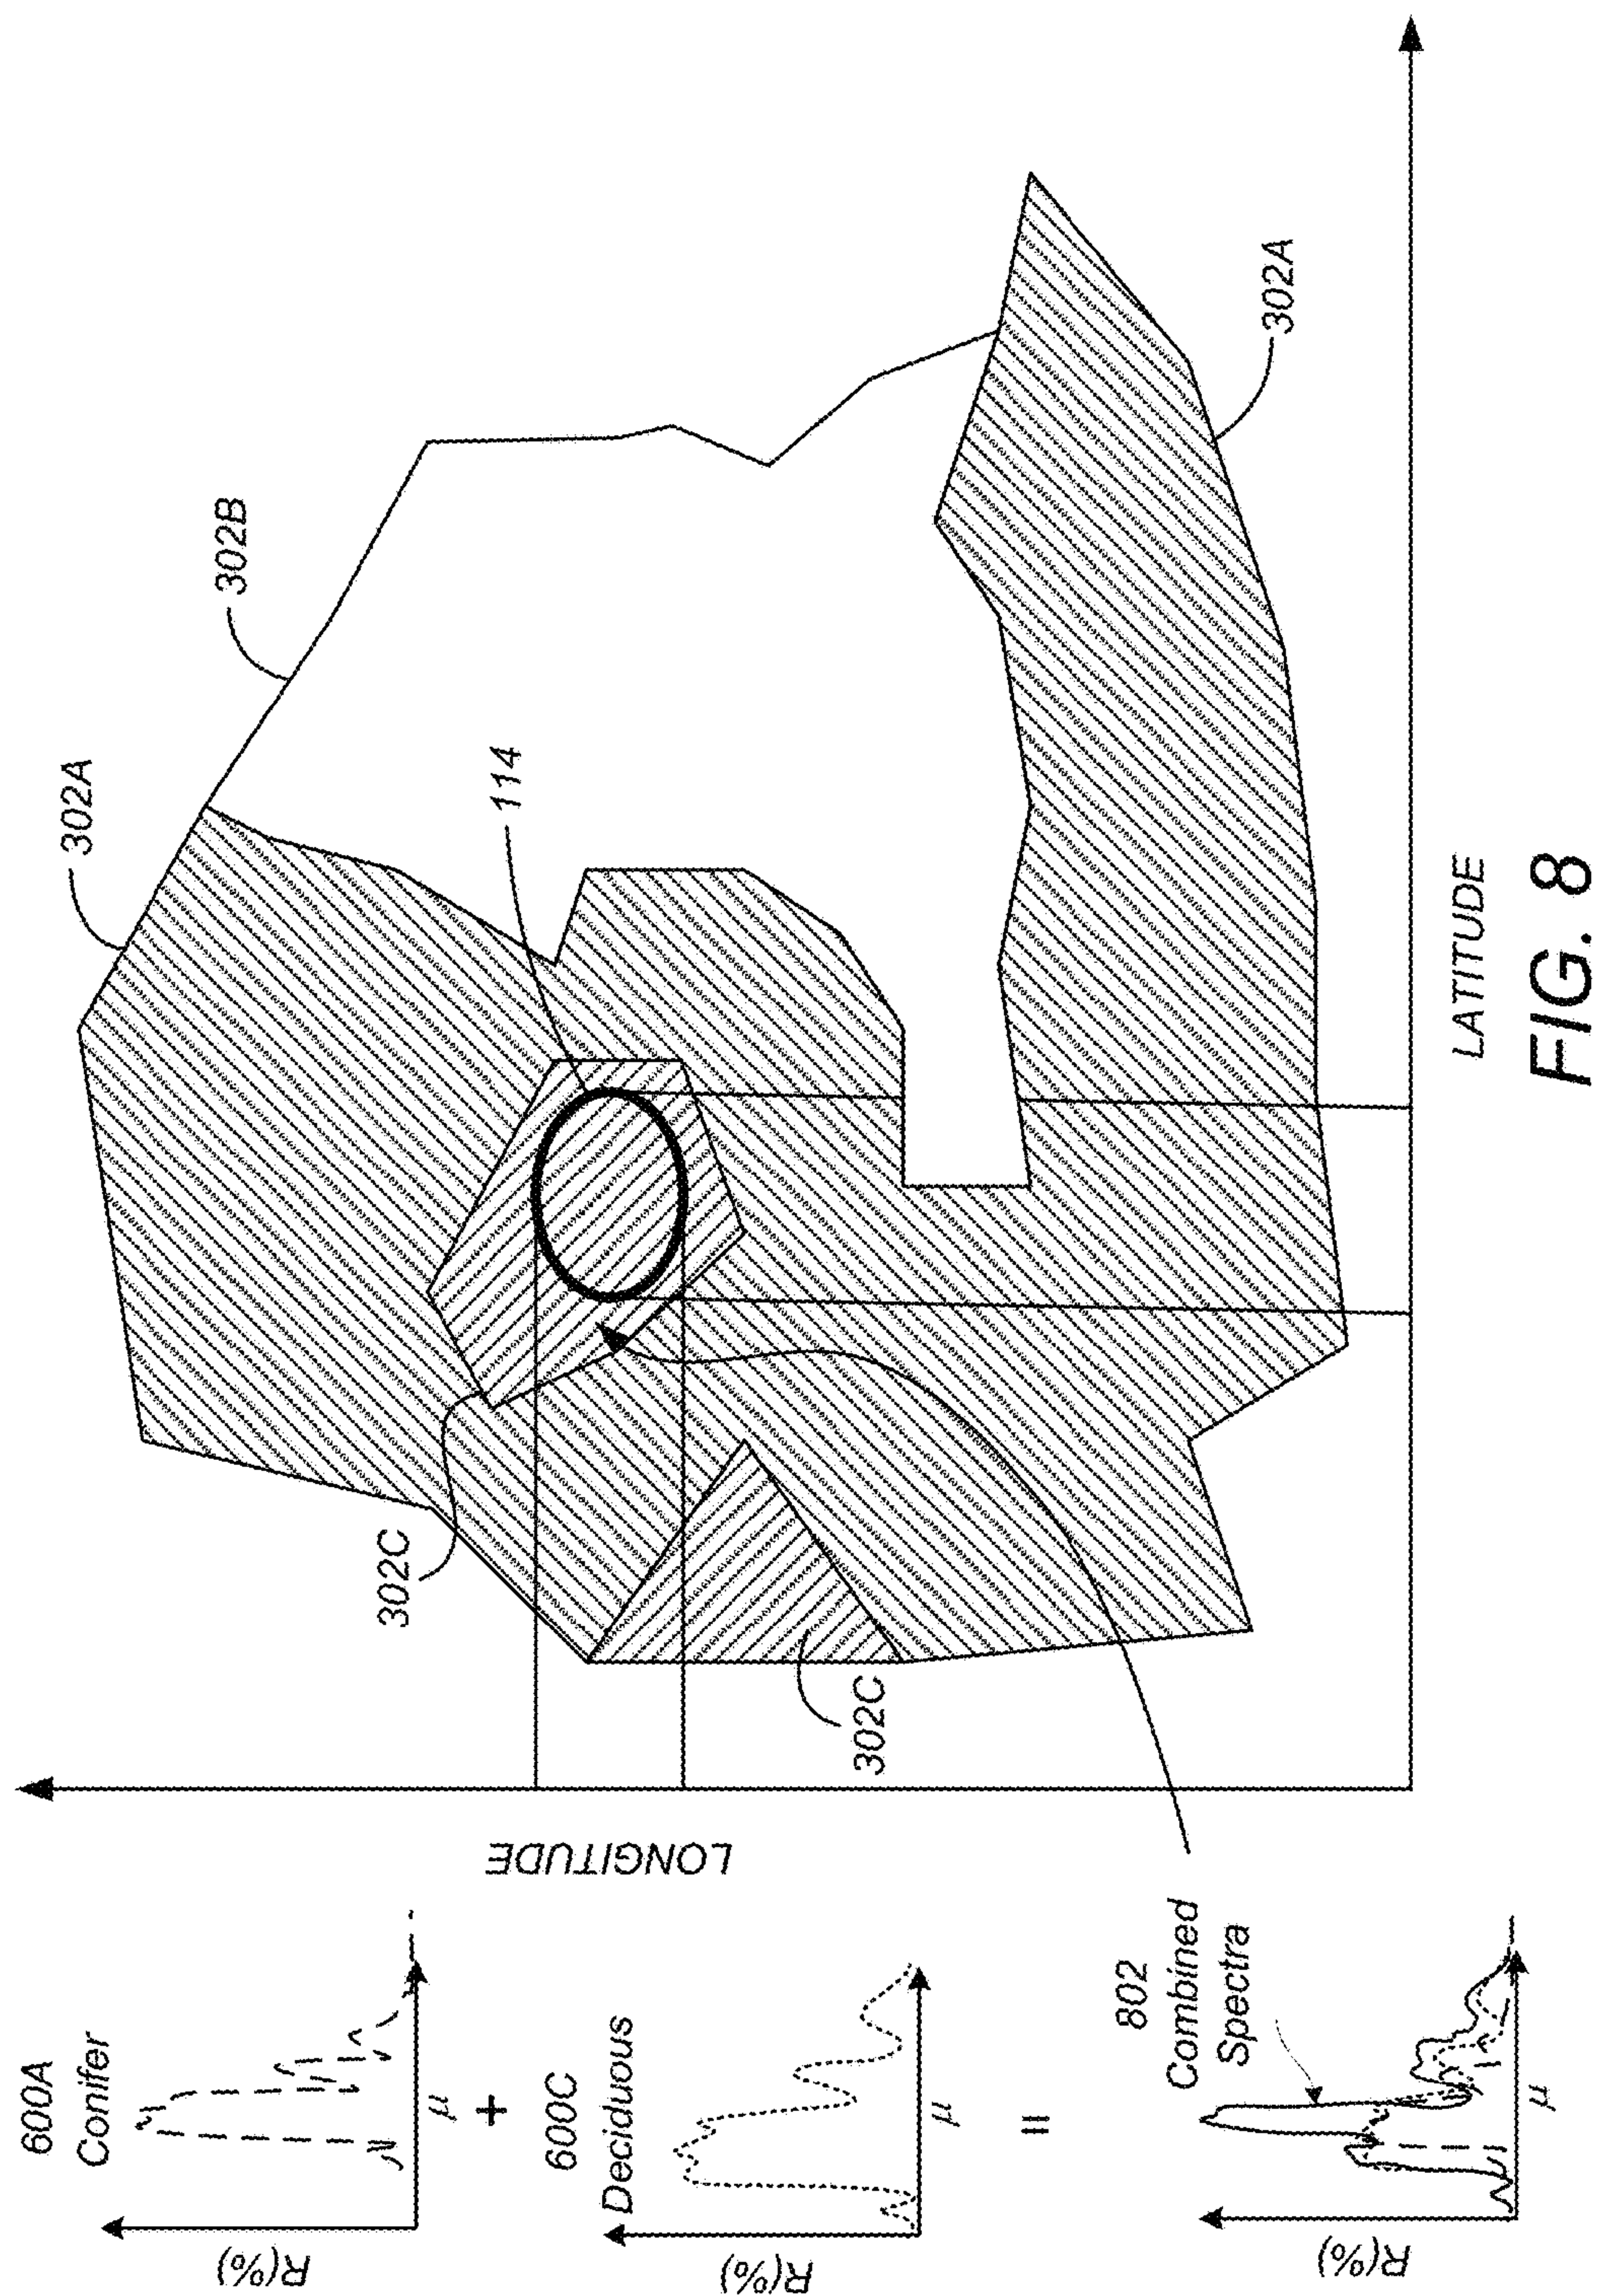 600A
Conifer
R(%)
μ
+
600C
Deciduous
R(%)
μ
=
802
Combined
Spectra
R(%)
μ
LONGITUDE
302A
302B
114
302C
302C
302A
LATITUDE
FIG. 8